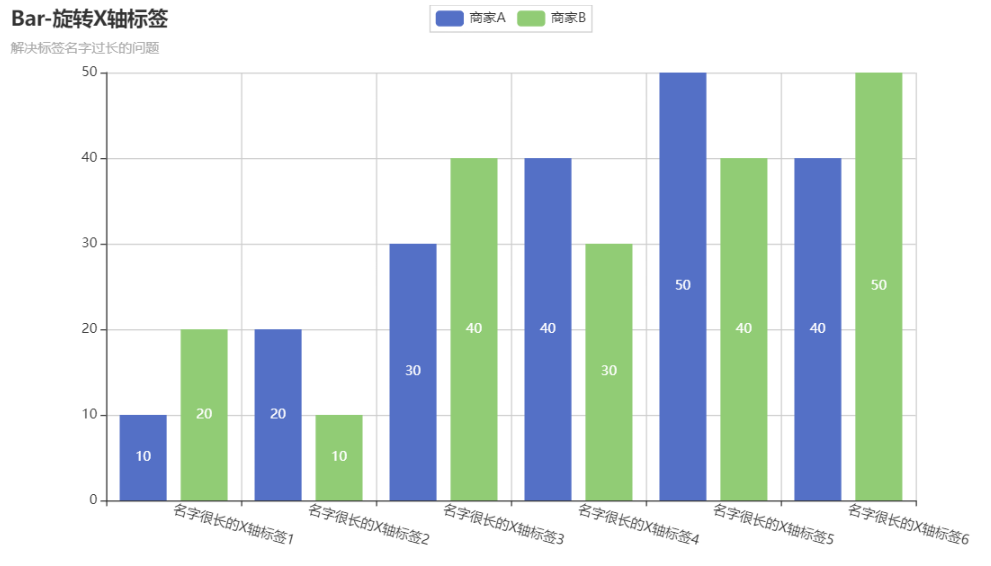 Bar-旋转X轴标签
商家A 商家B
解决标签名字过长的问题
50
40
30
20
10
0
10
20
20
10
30
40
40
30
50
40
40
50
名字很长的X轴标签1
名字很长的X轴标签2
名字很长的X轴标签3
名字很长的X轴标签4
名字很长的X轴标签5
名字很长的X轴标签6